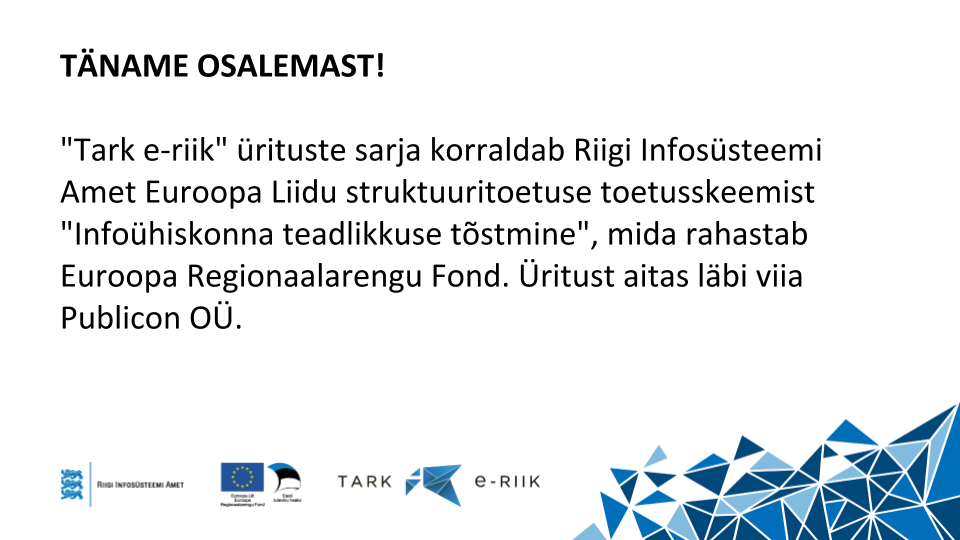 TÄNAME OSALEMAST!
"Tark e-riik" ürituste sarja korraldab Riigi Infosüsteemi
Amet Euroopa Liidu struktuuritoetuse toetusskeemist
"Infoühiskonna teadlikkuse tõstmine", mida rahastab
Euroopa Regionaalarengu Fond. Üritust aitas läbi viia
Publicon OÜ.
RIIGI INFOSÜSTEEMI AMET
Euroopa Liit
Euroopa
Regionaalarengu Fond
Eesti
tuleviku heaks
TARK e-RIIK